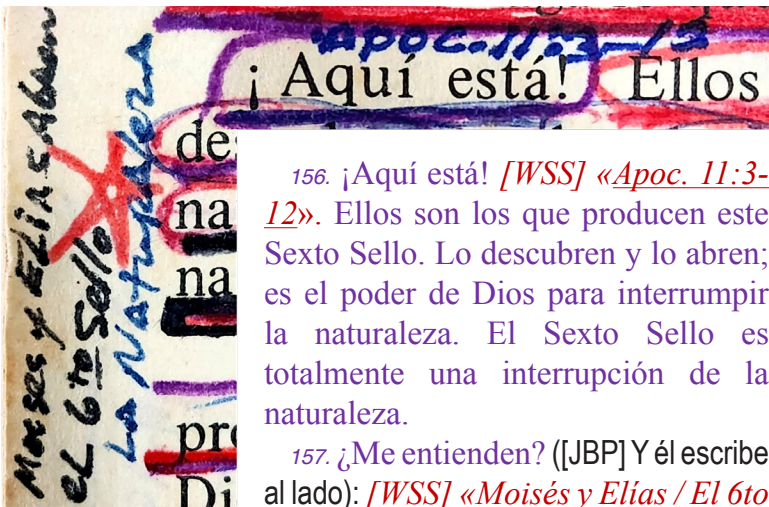 APOC-11:3-13
¡Aquí está! Ellos
Moises y Elías Abren
el 6to Sello
La Naturaleza
de
na
na
pro
Di
156. ¡Aquí está! [WSS] «Apoc. 11:3-
12». Ellos son los que producen este
Sexto Sello. Lo descubren y lo abren;
es el poder de Dios para interrumpir
la naturaleza. El Sexto Sello es
totalmente una interrupción de la
naturaleza.
157. ¿Me entienden? ([JBP] Y él escribe
al lado): [WSS] «Moisés y Elías / El 6to